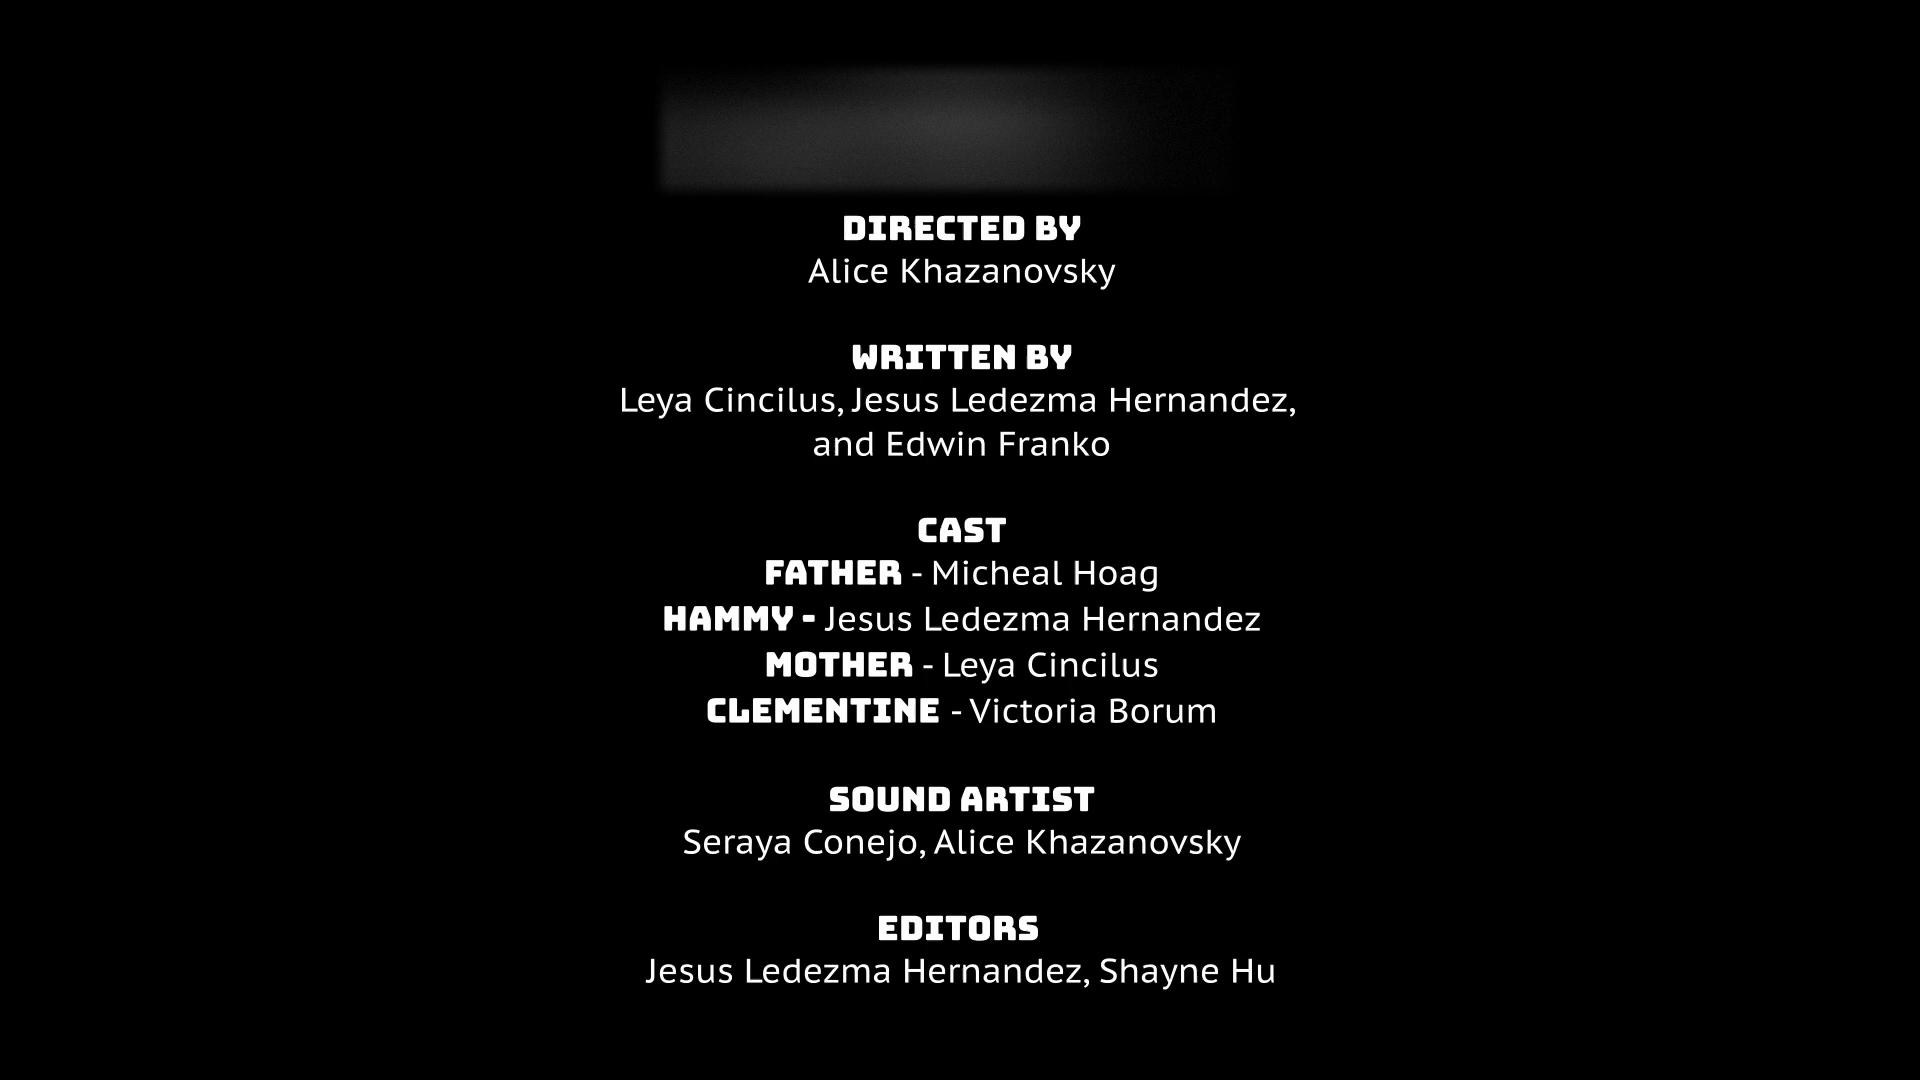 DIRECTED BY
Alice Khazanovsky
WRITTEN BY
Leya Cincilus, Jesus Ledezma Hernandez,
and Edwin Franko
CAST
FATHER - Micheal Hoag
HAMMY - Jesus Ledezma Hernandez
MOTHER - Leya Cincilus
CLEMENTINE - Victoria Borum
SOUND ARTIST
Seraya Conejo, Alice Khazanovsky
EDITORS
Jesus Ledezma Hernandez, Shayne Hu